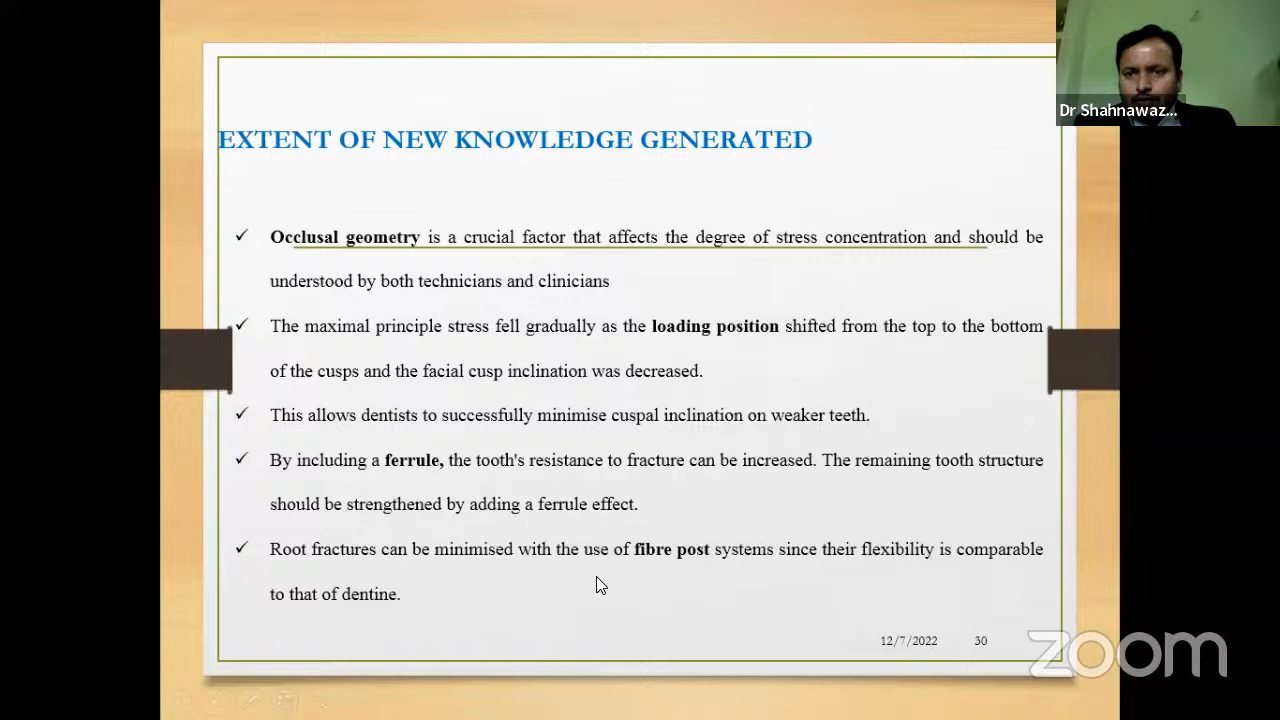 Dr Shahnawaz...
EXTENT OF NEW KNOWLEDGE GENERATED
✓ Occlusal geometry is a crucial factor that affects the degree of stress concentration and should be
understood by both technicians and clinicians
✓ The maximal principle stress fell gradually as the loading position shifted from the top to the bottom
of the cusps and the facial cusp inclination was decreased.
✓ This allows dentists to successfully minimise cuspal inclination on weaker teeth.
✓ By including a ferrule, the tooth's resistance to fracture can be increased. The remaining tooth structure
should be strengthened by adding a ferrule effect.
✓ Root fractures can be minimised with the use of fibre post systems since their flexibility is comparable
to that of dentine.
12/7/2022 30
zoom